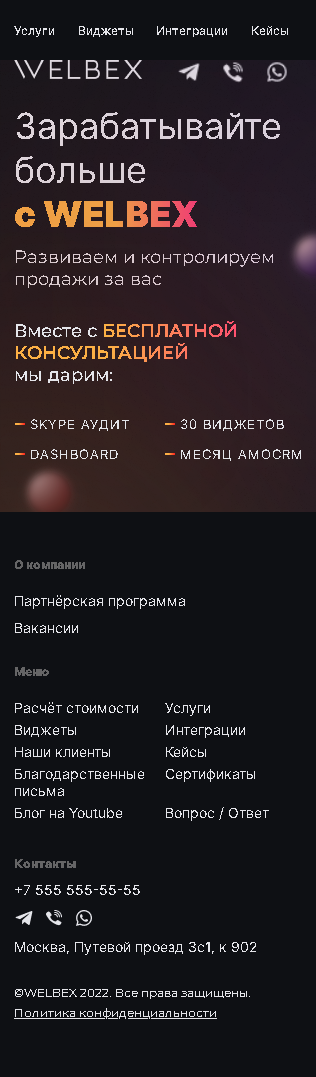 Услуги Виджеты Интеграции Кейсы
WELBEX
Зарабатывайте
больше
с WELBEX
Развиваем и контролируем
продажи за вас
Вместе с БЕСПЛАТНОЙ
КОНСУЛЬТАЦИЕЙ
мы дарим:
SKYPE АУДИТ 30 ВИДЖЕТОВ
DASHBOARD МЕСЯЦ AMOCRM
О компании
Партнёрская программа
Вакансии
Меню
Расчёт стоимости Услуги
Виджеты Интеграции
Наши клиенты Кейсы
Благодарственные Сертификаты
письма
Блог на Youtube Вопрос / Ответ
Контакты
+7 555 555-55-55
Москва, Путевой проезд 3с1, к 902
©WELBEX 2022. Все права защищены.
Политика конфиденциальности